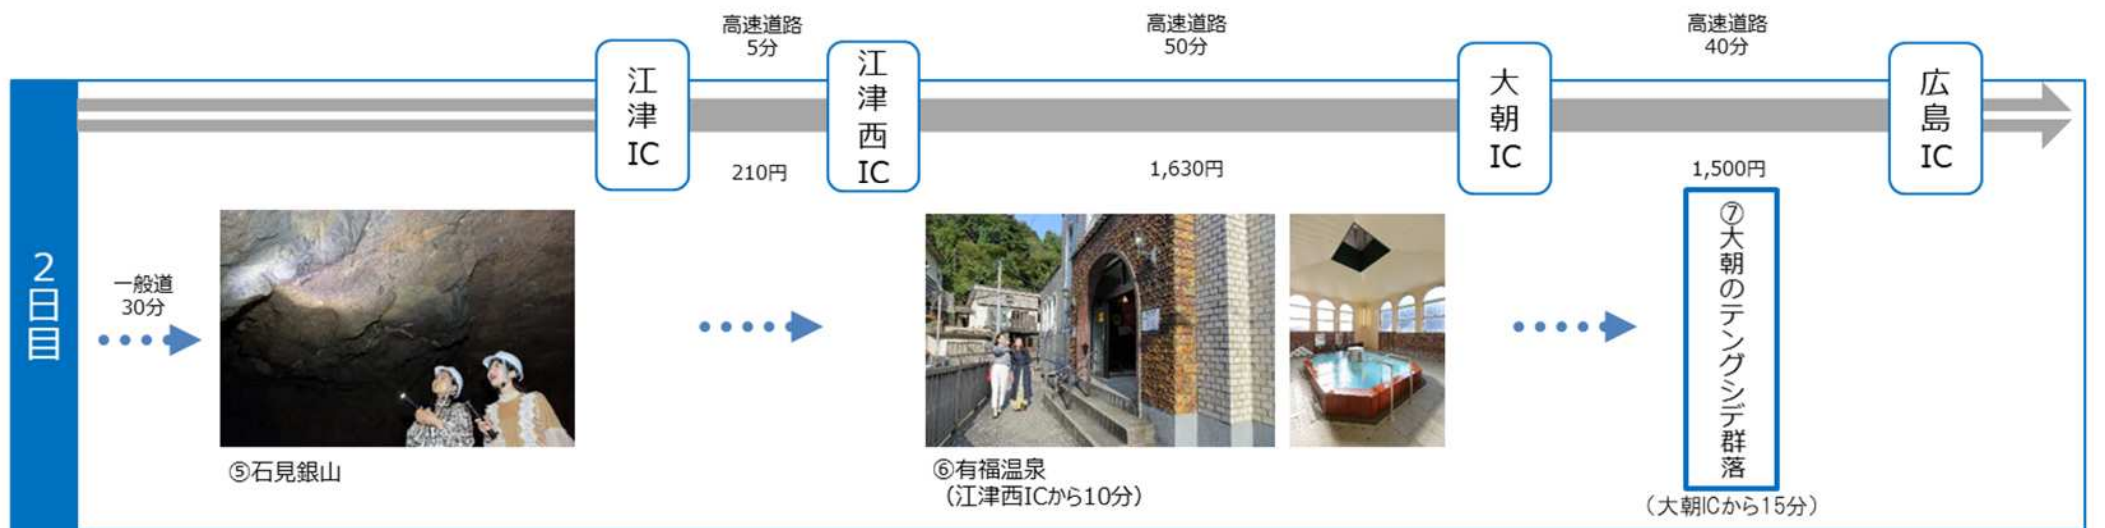 2日目
一般道
30分
⑤石見銀山
江津IC
高速道路
5分
210円
江津西IC
⑥有福温泉
（江津西ICから10分）
高速道路
50分
1,630円
大朝IC
高速道路
40分
1,500円
⑦大朝のテングシデ群落
（大朝ICから15分）
広島IC